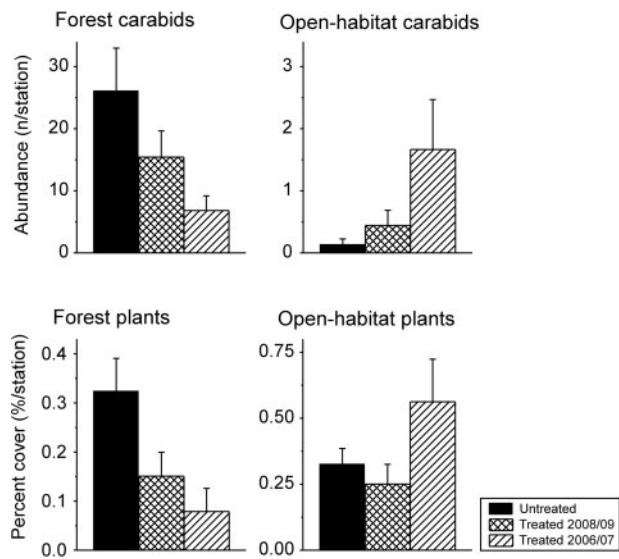 Forest carabids
Open-habitat carabids
Abundance (n/station)
30
20
10
0
3
2
1
0
Forest plants
Open-habitat plants
Percent cover (%/station)
0.4
0.3
0.2
0.1
0.0
0.75
0.50
0.25
0.00
Untreated
Treated 2008/09
Treated 2006/07